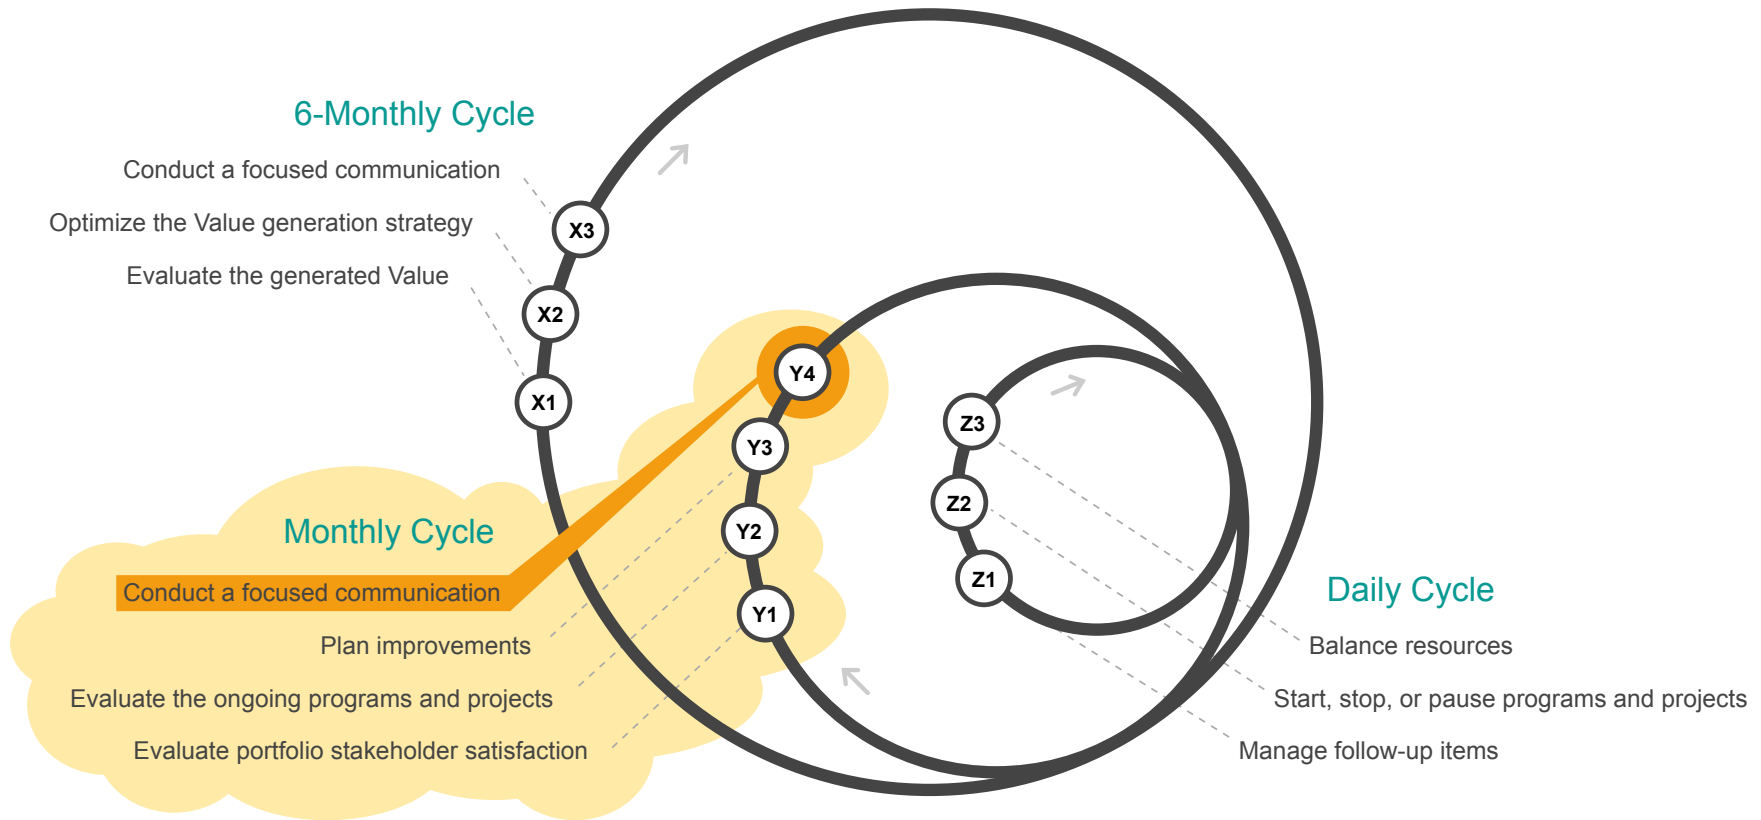 6-Monthly Cycle
Conduct a focused communication
Optimize the Value generation strategy
Evaluate the generated Value
X3
X2
X1
Monthly Cycle
Conduct a focused communication
Plan improvements
Evaluate the ongoing programs and projects
Evaluate portfolio stakeholder satisfaction
Y4
Y3
Y2
Y1
Z3
Z2
Z1
Daily Cycle
Balance resources
Start, stop, or pause programs and projects
Manage follow-up items